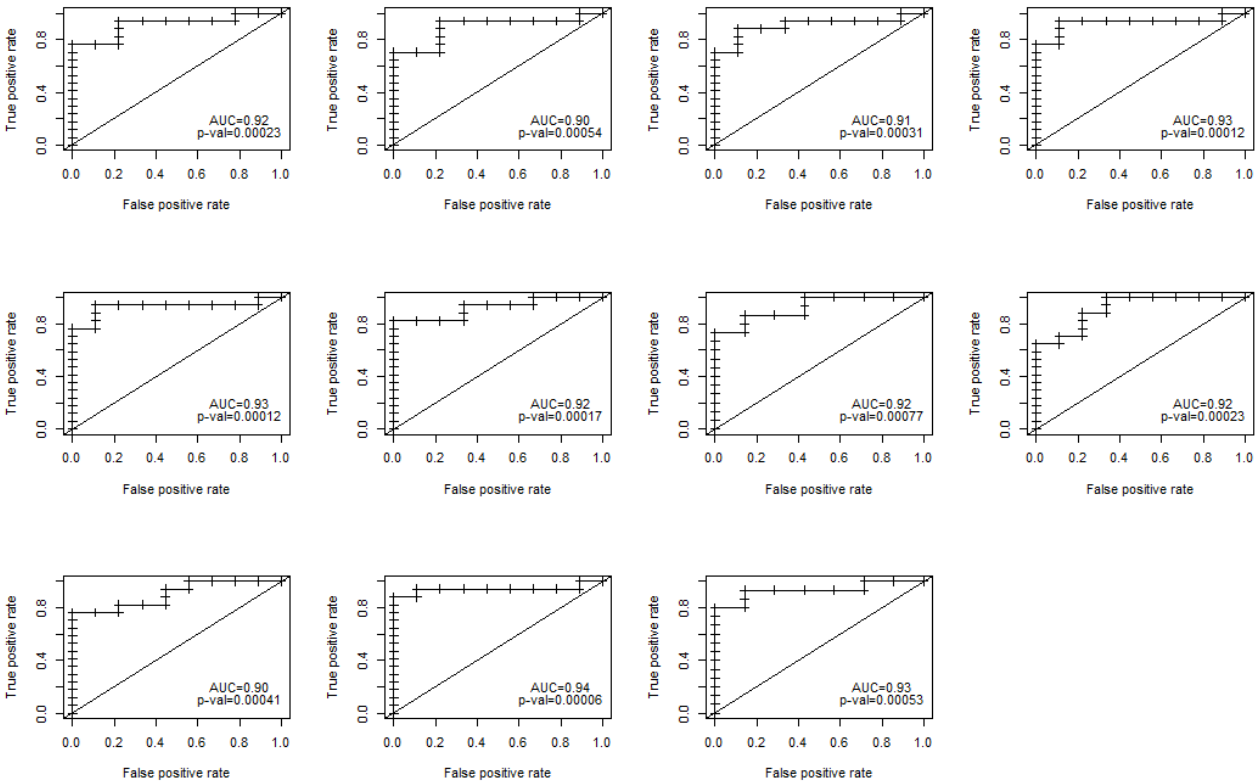 True positive rate
0.0 0.4 0.8
AUC=0.92
p-val=0.00023
0.0 0.2 0.4 0.6 0.8 1.0
False positive rate
True positive rate
0.0 0.4 0.8
AUC=0.90
p-val=0.00054
0.0 0.2 0.4 0.6 0.8 1.0
False positive rate
True positive rate
0.0 0.4 0.8
AUC=0.91
p-val=0.00031
0.0 0.2 0.4 0.6 0.8 1.0
False positive rate
True positive rate
0.0 0.4 0.8
AUC=0.93
p-val=0.00012
0.0 0.2 0.4 0.6 0.8 1.0
False positive rate
True positive rate
0.0 0.4 0.8
AUC=0.93
p-val=0.00012
0.0 0.2 0.4 0.6 0.8 1.0
False positive rate
True positive rate
0.0 0.4 0.8
AUC=0.92
p-val=0.00017
0.0 0.2 0.4 0.6 0.8 1.0
False positive rate
True positive rate
0.0 0.4 0.8
AUC=0.92
p-val=0.00077
0.0 0.2 0.4 0.6 0.8 1.0
False positive rate
True positive rate
0.0 0.4 0.8
AUC=0.92
p-val=0.00023
0.0 0.2 0.4 0.6 0.8 1.0
False positive rate
True positive rate
0.0 0.4 0.8
AUC=0.90
p-val=0.00041
0.0 0.2 0.4 0.6 0.8 1.0
False positive rate
True positive rate
0.0 0.4 0.8
AUC=0.94
p-val=0.00006
0.0 0.2 0.4 0.6 0.8 1.0
False positive rate
True positive rate
0.0 0.4 0.8
AUC=0.93
p-val=0.00053
0.0 0.2 0.4 0.6 0.8 1.0
False positive rate